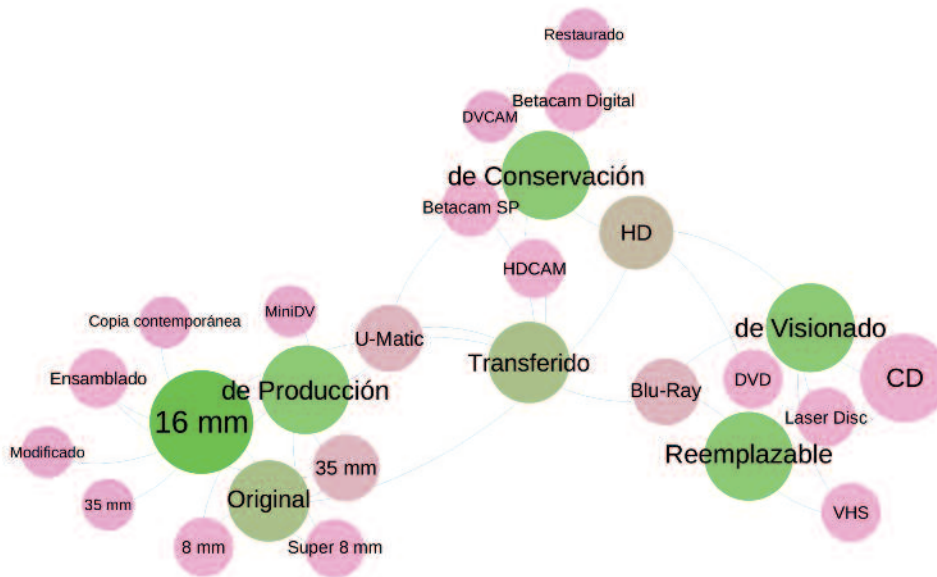 Restaurado
Betacam Digital
DVCAM
de Conservación
Betacam SP
HD
HDCAM
MiniDV
Copia contemporánea
U-Matic
de Visionado
Transferido
Ensamblado
de Producción
Blu-Ray
DVD
CD
16 mm
Laser Disc
Modificado
Reemplazable
35 mm
Original
35 mm
VHS
8 mm
Super 8 mm